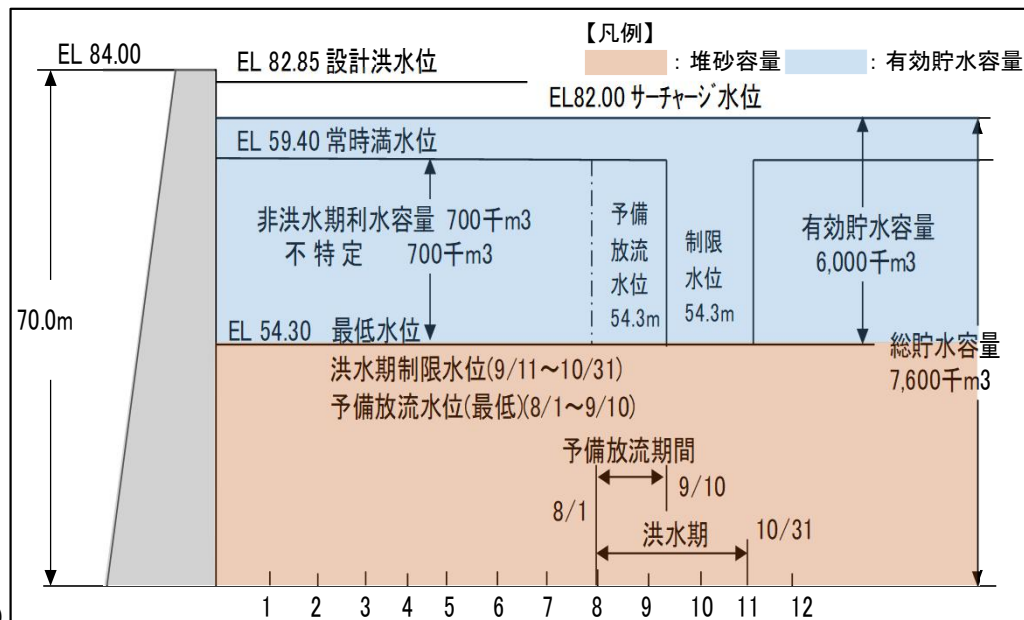 【凡例】
：堆砂容量
：有効貯水容量
EL 84.00
EL 82.85 設計洪水位
EL82.00 サーチャージ水位
EL 59.40 常時満水位
非洪水期利水容量 700千m3
不特定 700千m3
予備放流水位 54.3m
制限水位 54.3m
有効貯水容量
6,000千m3
70.0m
EL 54.30 最低水位
総貯水容量
7,600千m3
洪水期制限水位(9/11～10/31)
予備放流水位(最低)(8/1～9/10)
予備放流期間
8/1
9/10
洪水期
10/31
1 2 3 4 5 6 7 8 9 10 11 12